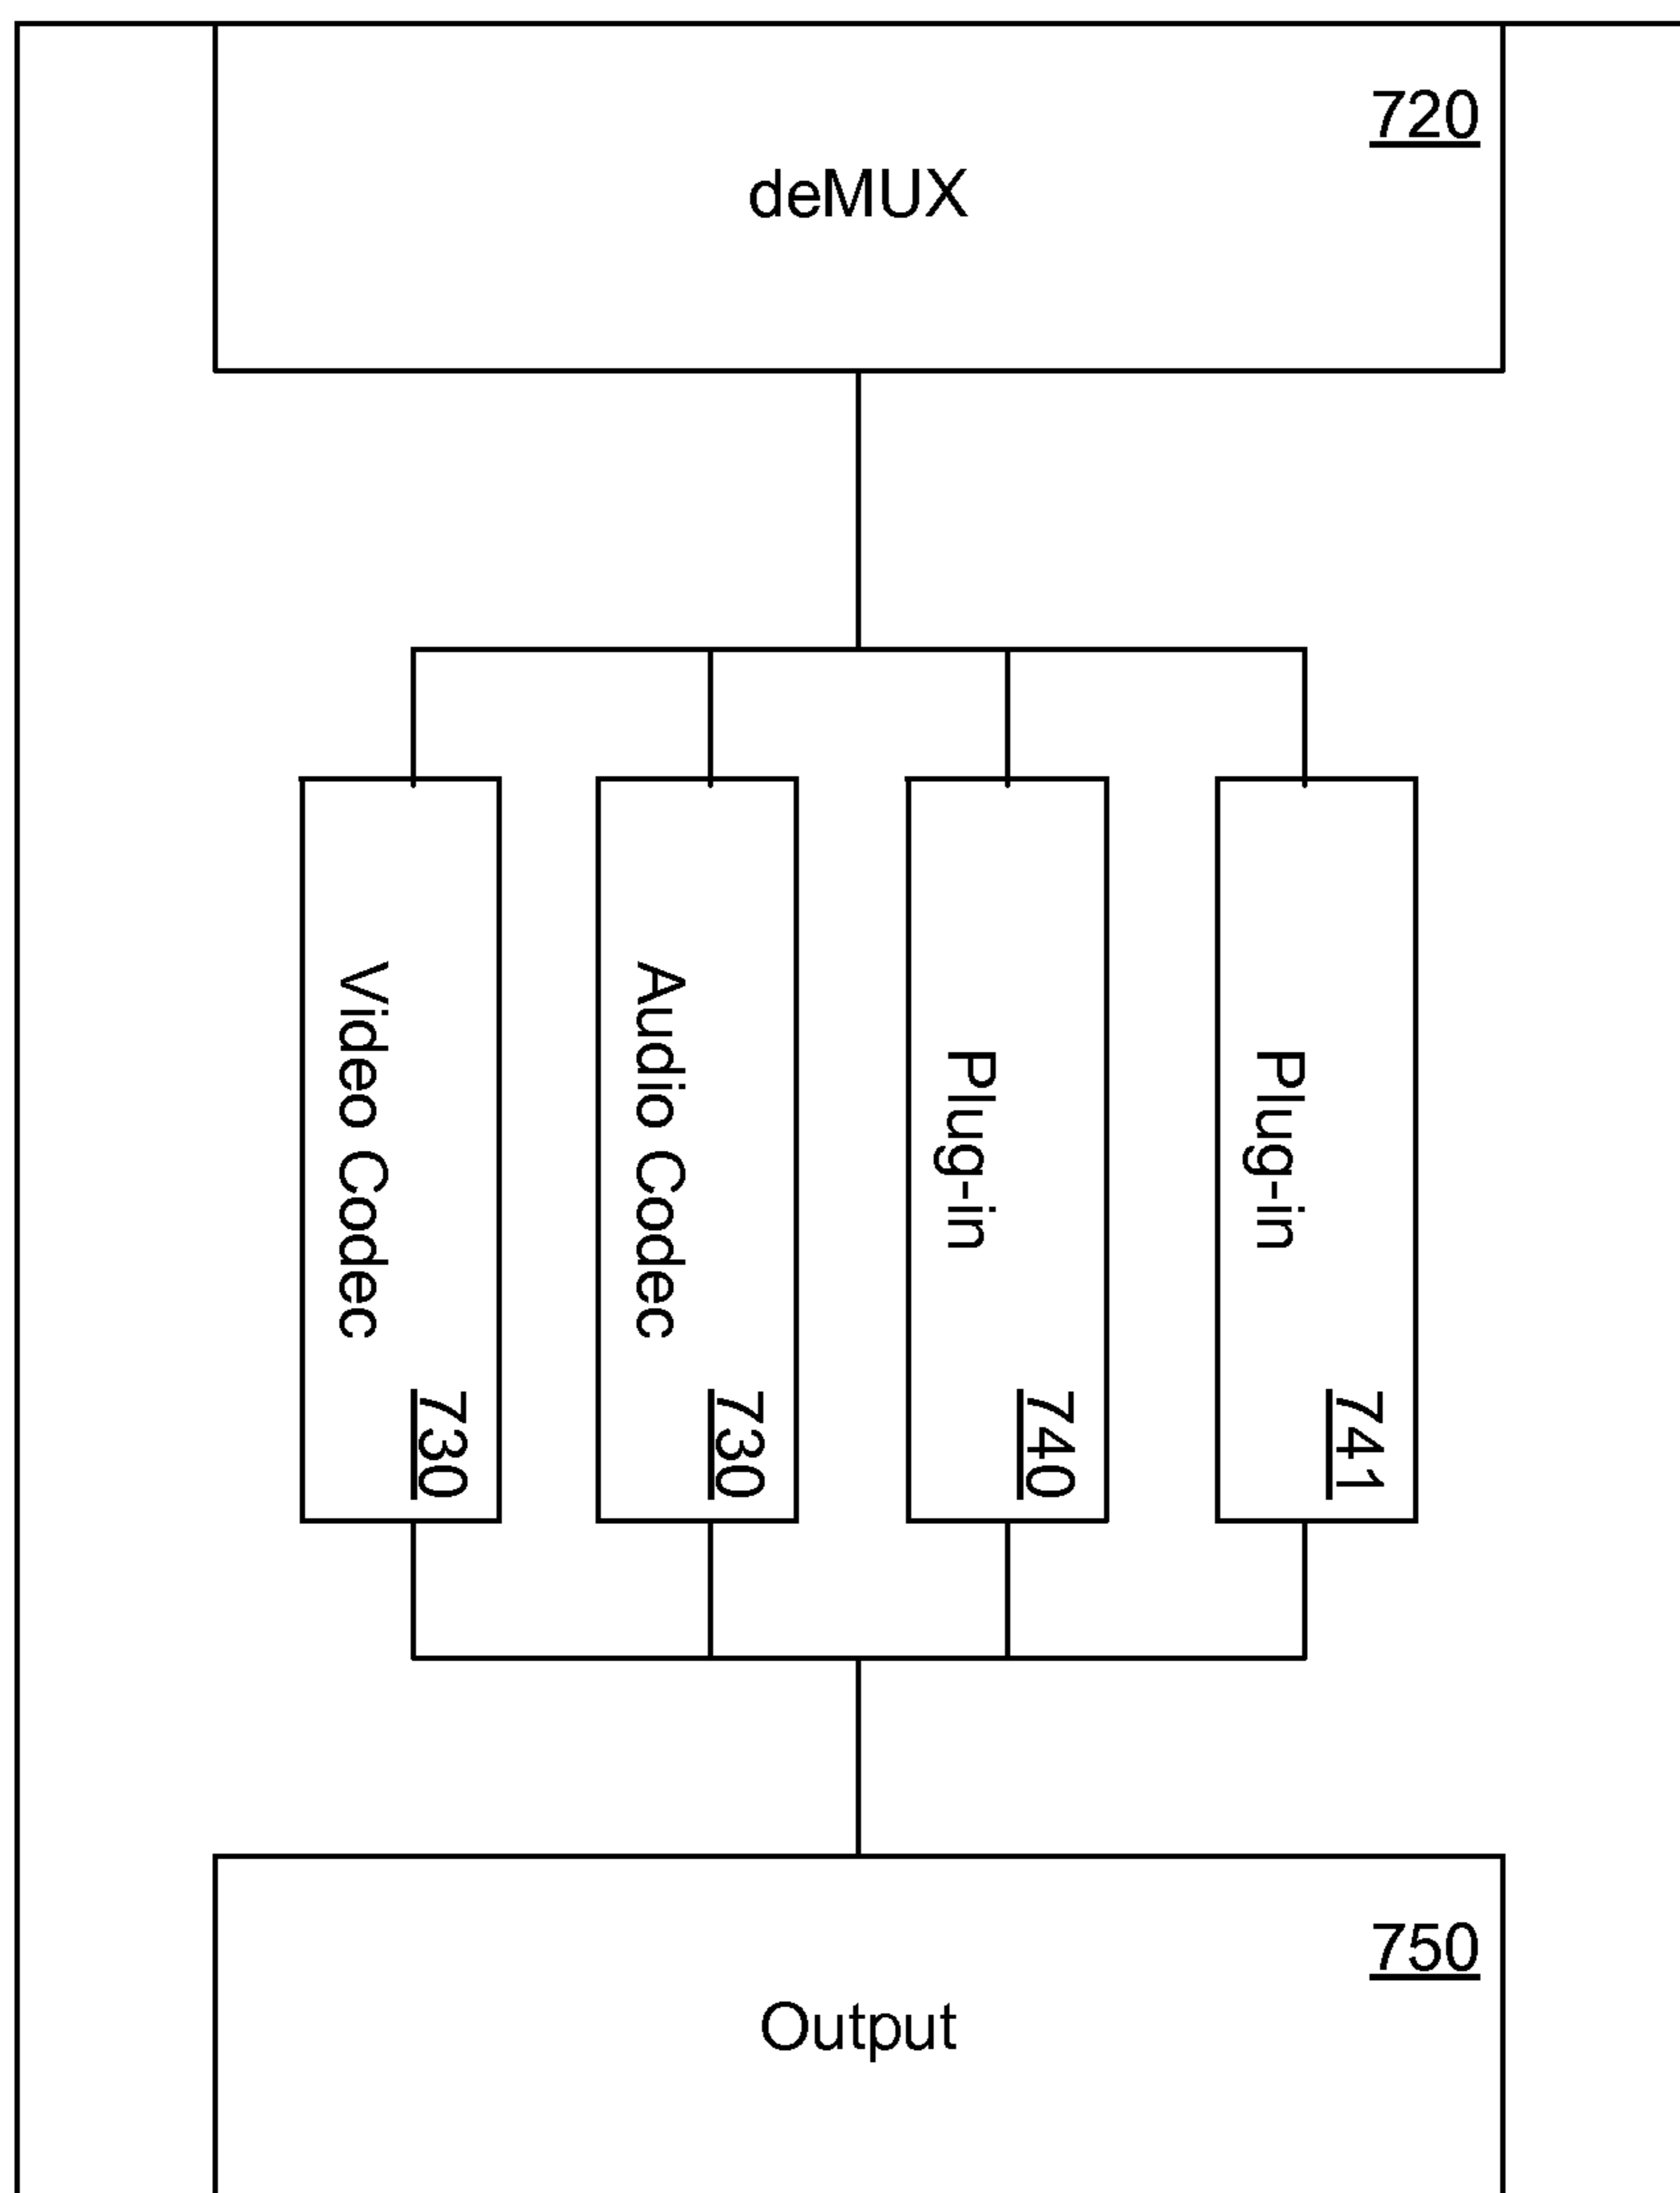 720
deMUX
Video Codec
730
Audio Codec
730
Plug-in
740
Plug-in
741
750
Output